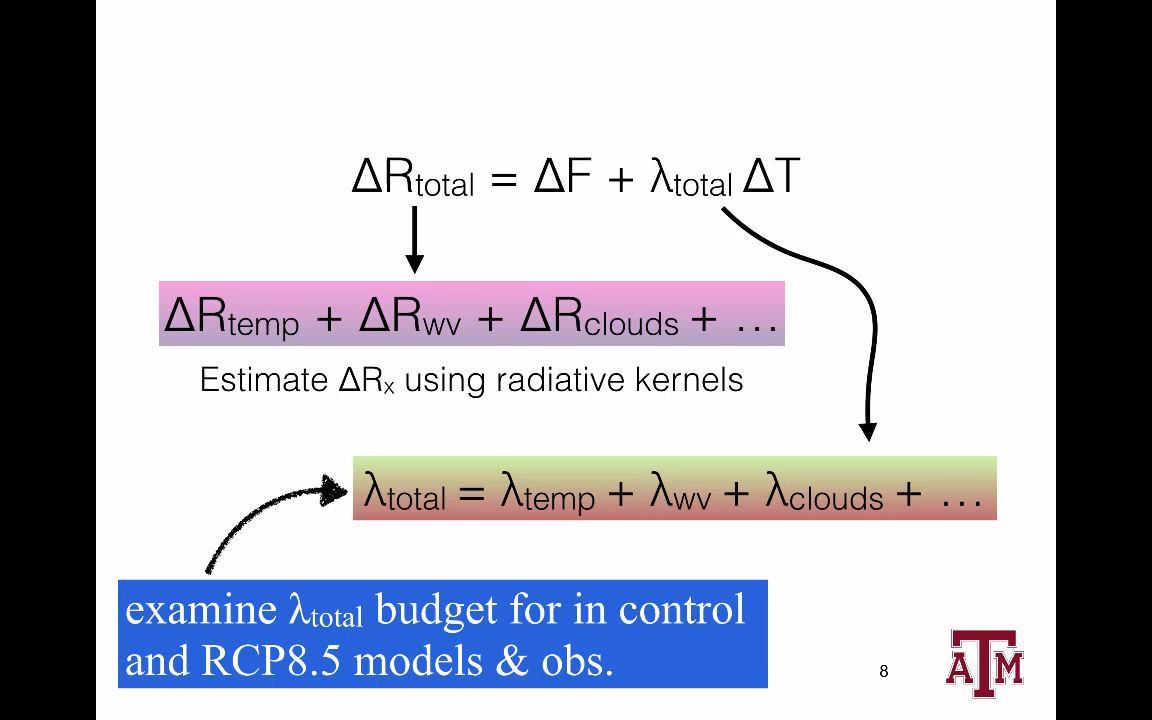 ΔRtotal = ΔF + λtotal ΔT
ΔRtemp + ΔRwv + ΔRclouds + …
Estimate ΔRx using radiative kernels
λtotal = λtemp + λwv + λclouds + …
examine λtotal budget for in control
and RCP8.5 models & obs.
8
ATM